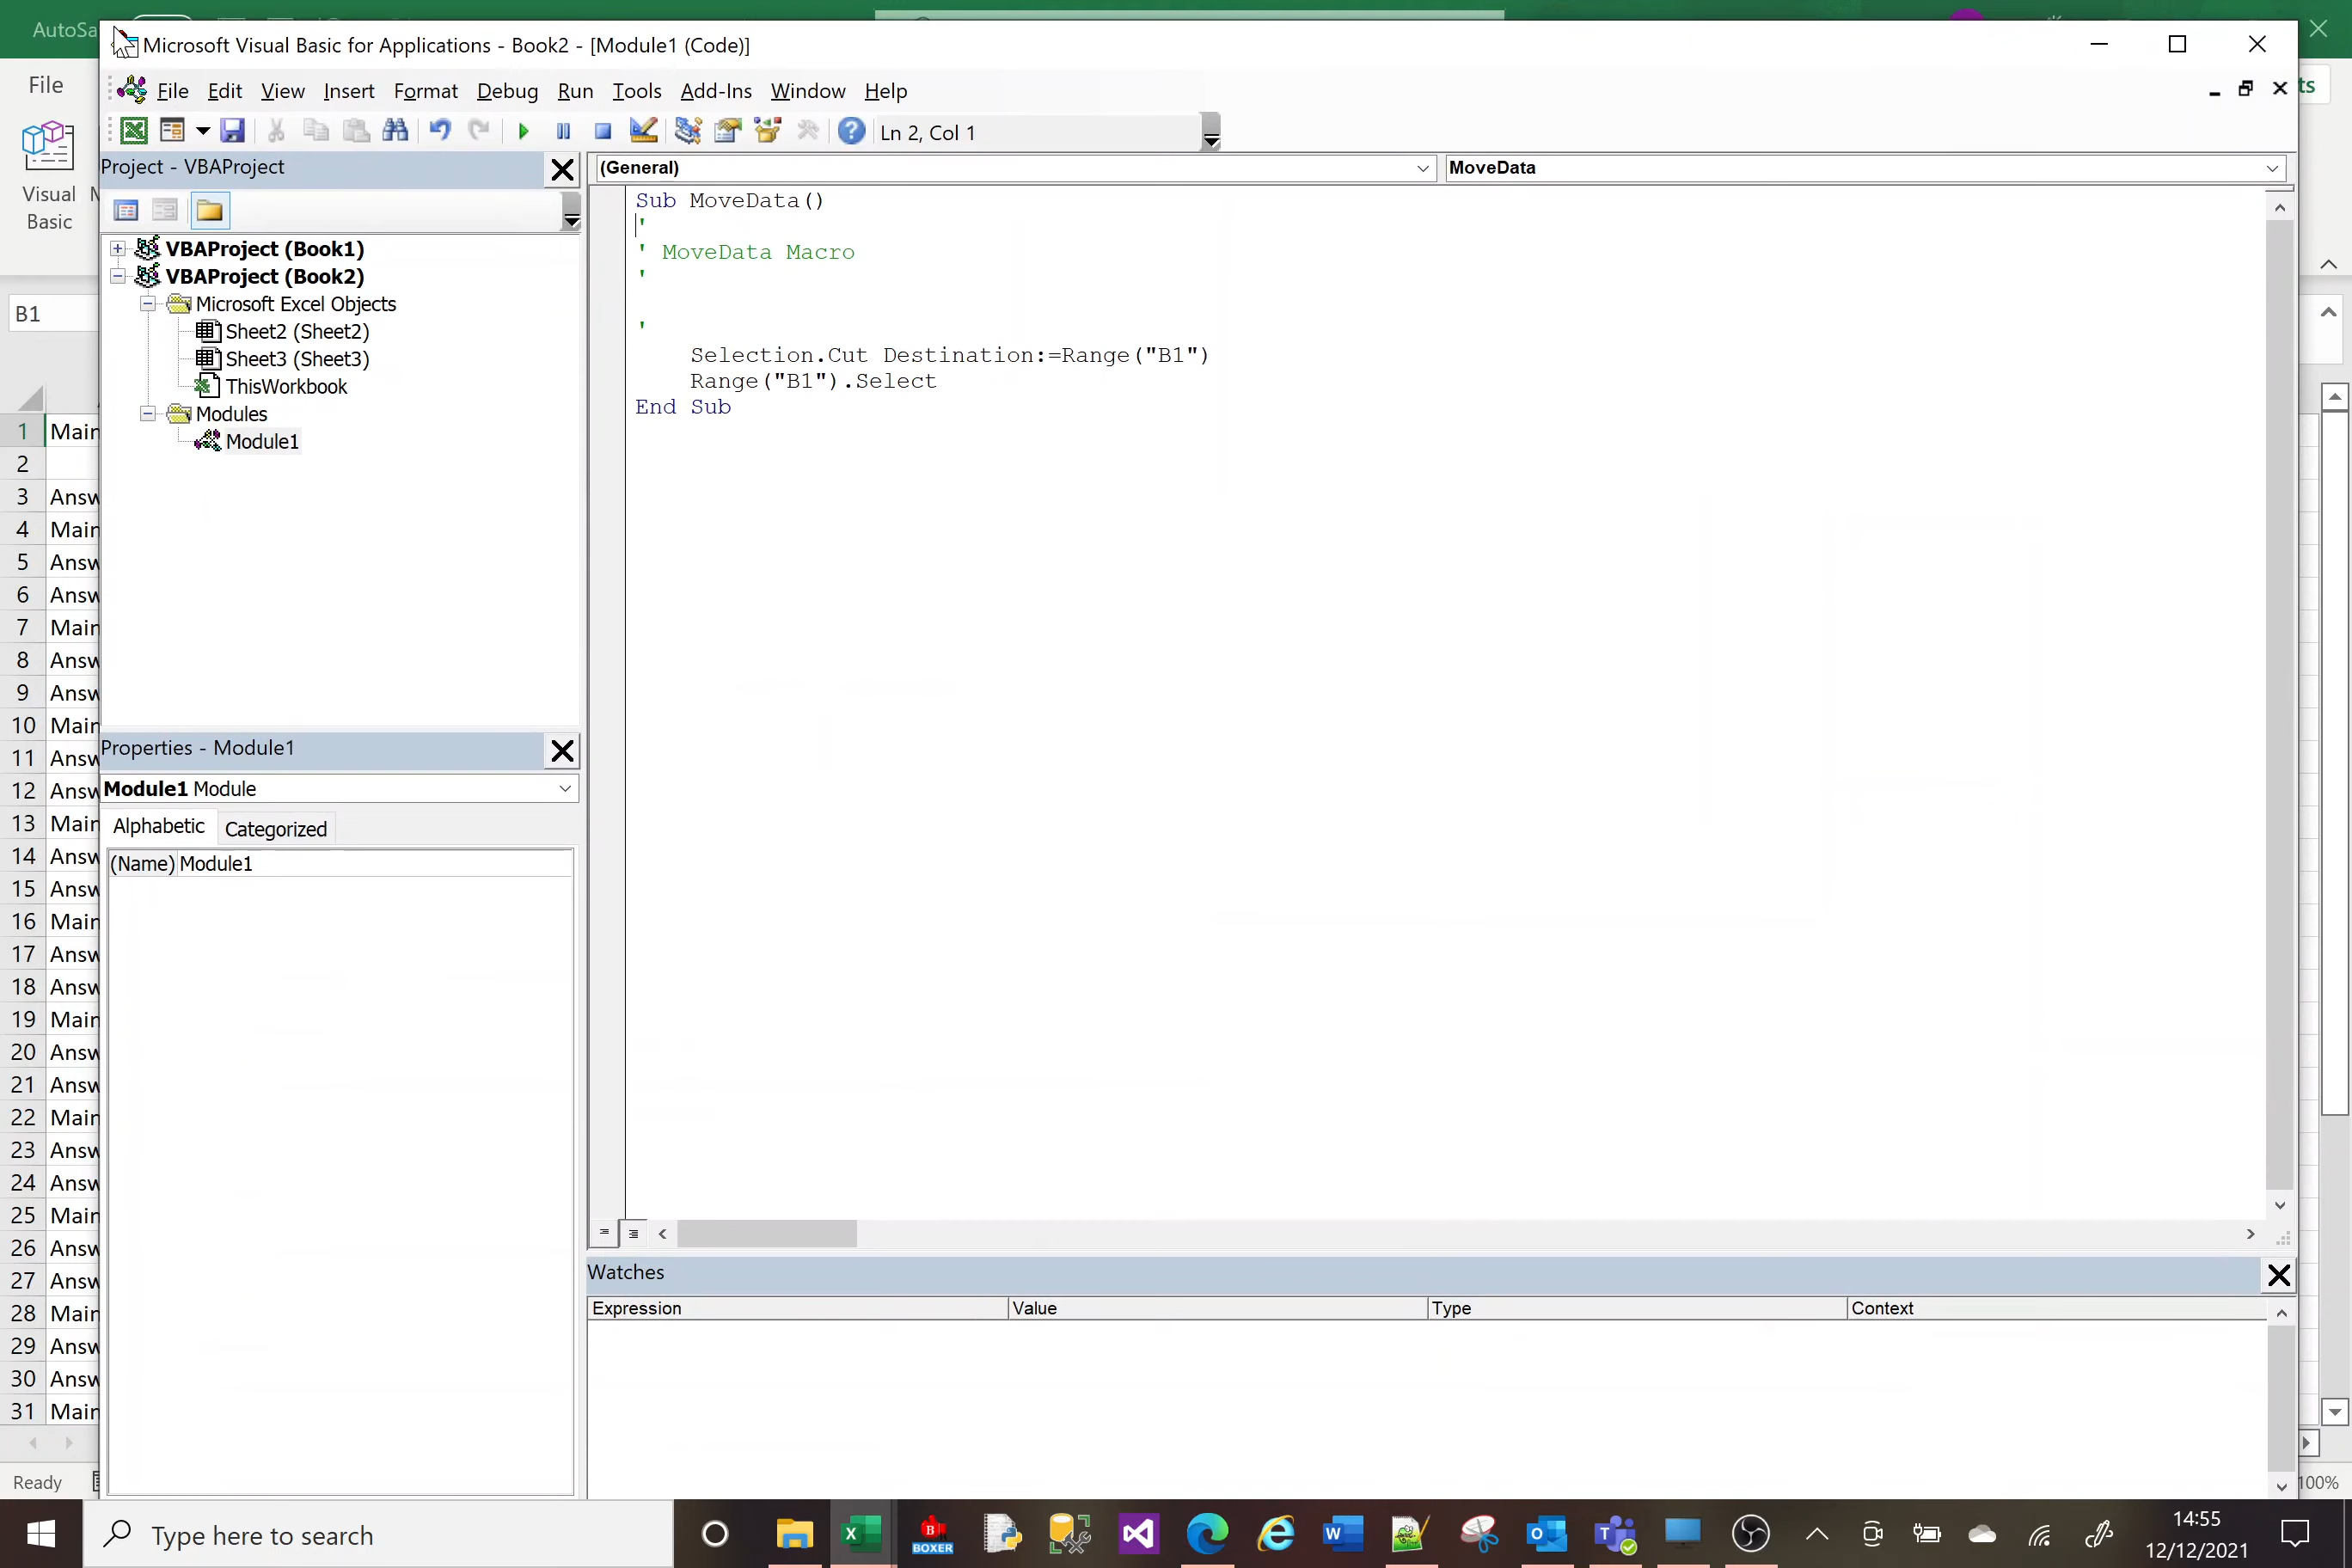 AutoSa
Microsoft Visual Basic for Applications - Book2 - [Module1 (Code)]
File
File Edit View Insert Format Debug Run Tools Add-Ins Window Help
ts
Ln 2, Col 1
Visual
Basic
Project - VBAProject
(General)
MoveData
VBAProject (Book1)
VBAProject (Book2)
Microsoft Excel Objects
Sheet2 (Sheet2)
Sheet3 (Sheet3)
ThisWorkbook
Modules
Module1
Sub MoveData()
'
' MoveData Macro
'
'
Selection.Cut Destination:=Range("B1")
Range("B1").Select
End Sub
B1
1 Main
2
3 Answ
4 Main
5 Answ
6 Answ
7 Main
8 Answ
9 Answ
10 Main
11 Answ
12 Answ
13 Main
14 Answ
15 Answ
16 Main
17 Answ
18 Answ
19 Main
20 Answ
21 Answ
22 Main
23 Answ
24 Answ
25 Main
26 Answ
27 Answ
28 Main
29 Answ
30 Answ
31 Main
Properties - Module1
Module1 Module
Alphabetic Categorized
(Name) Module1
Watches
Expression Value Type Context
Ready
100%
Type here to search
BOXER
14:55
12/12/2021